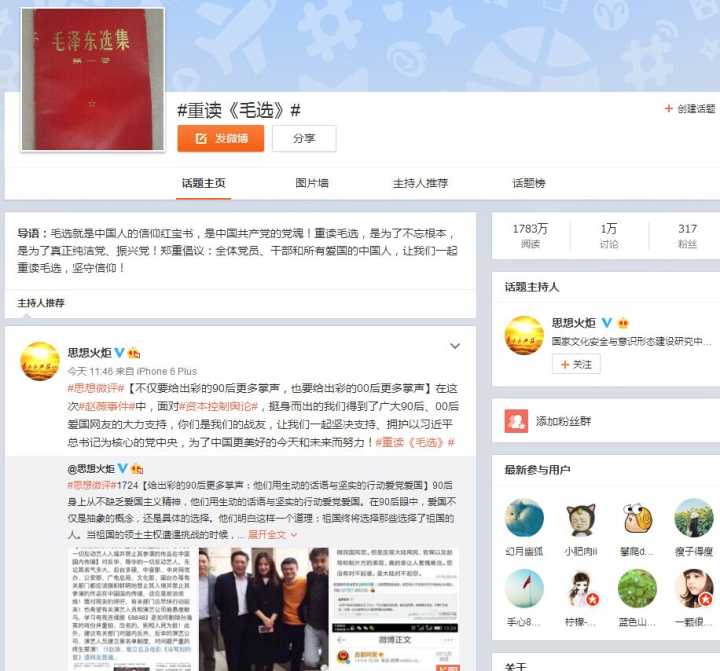 毛泽东选集
第一卷
#重读《毛选》#
+ 创建话题
发微博
分享
话题主页
图片墙
主持人推荐
话题榜
导语：毛选就是中国人的信仰红宝书，是中国共产党的党魂！重读毛选，是为了不忘根本，
是为了真正纯洁党、振兴党！郑重倡议：全体党员、干部和所有爱国的中国人，让我们一起
重读毛选，坚守信仰！
主持人推荐
思想火炬
今天 11:46 来自 iPhone 6 Plus
#思想微评#【不仅要给出彩的90后更多掌声，也要给出彩的00后更多掌声】在这
次#赵薇事件#中，面对#资本控制舆论#，挺身而出的我们得到了广大90后、00后
爱国网友的大力支持，你们是我们的战友，让我们一起坚决支持、拥护以习近平
总书记为核心的党中央，为了中国更美好的今天和未来而努力！#重读《毛选》#
@思想火炬
#思想微评#1724【给出彩的90后更多掌声：他们用生动的话语与坚实的行动爱党爱国】90后
身上从不缺乏爱国主义精神，他们用生动的话语与坚实的行动爱党爱国。在90后眼中，爱国不
仅是抽象的概念，还是具体的选择。他们明白这样一个道理：祖国终将选择那些选择了祖国的
人。当祖国的领土主权遭遇挑战的时候，... 展开全文
微博正文
1783万
阅读
1万
讨论
317
粉丝
话题主持人
思想火炬
国家文化安全与意识形态建设研究中...
+ 关注
添加粉丝群
最新参与用户
幻月幽狐
小肥肉II
攀爬d...
瘦子得瘦
手心8...
柠檬-...
蓝色山...
一颗很...
关于